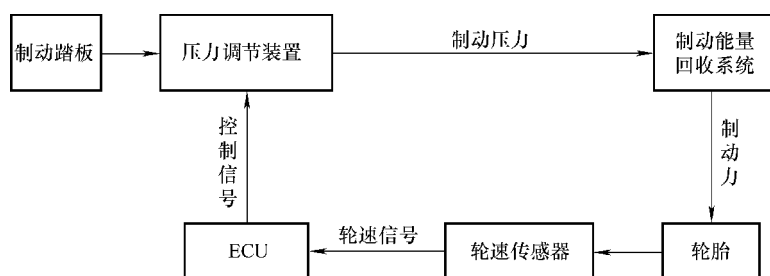 制动踏板
压力调节装置
制动压力
制动能量
回收系统
控制信号
制动力
ECU
轮速信号
轮速传感器
轮胎